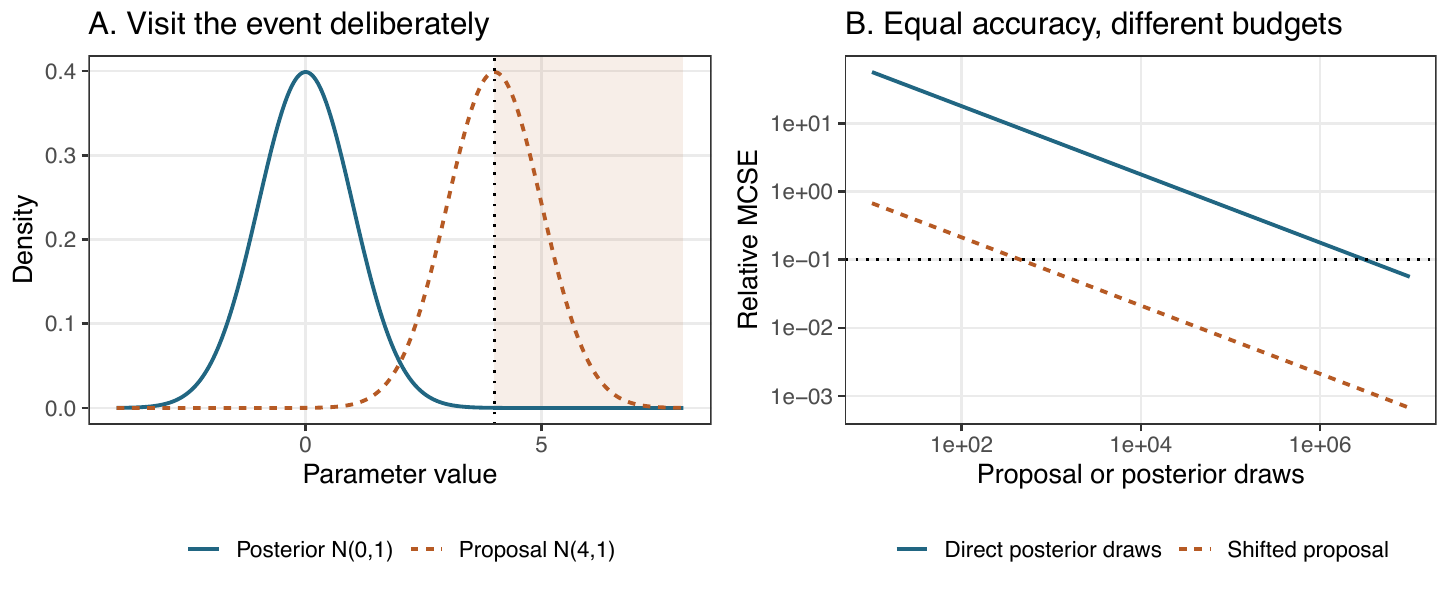 A. Visit the event deliberately
0.4
0.3
0.2
0.1
0.0
Density
0
5
Parameter value
Posterior N(0,1)
Proposal N(4,1)
B. Equal accuracy, different budgets
1e+01
1e+00
1e−01
1e−02
1e−03
Relative MCSE
1e+02
1e+04
1e+06
Proposal or posterior draws
Direct posterior draws
Shifted proposal